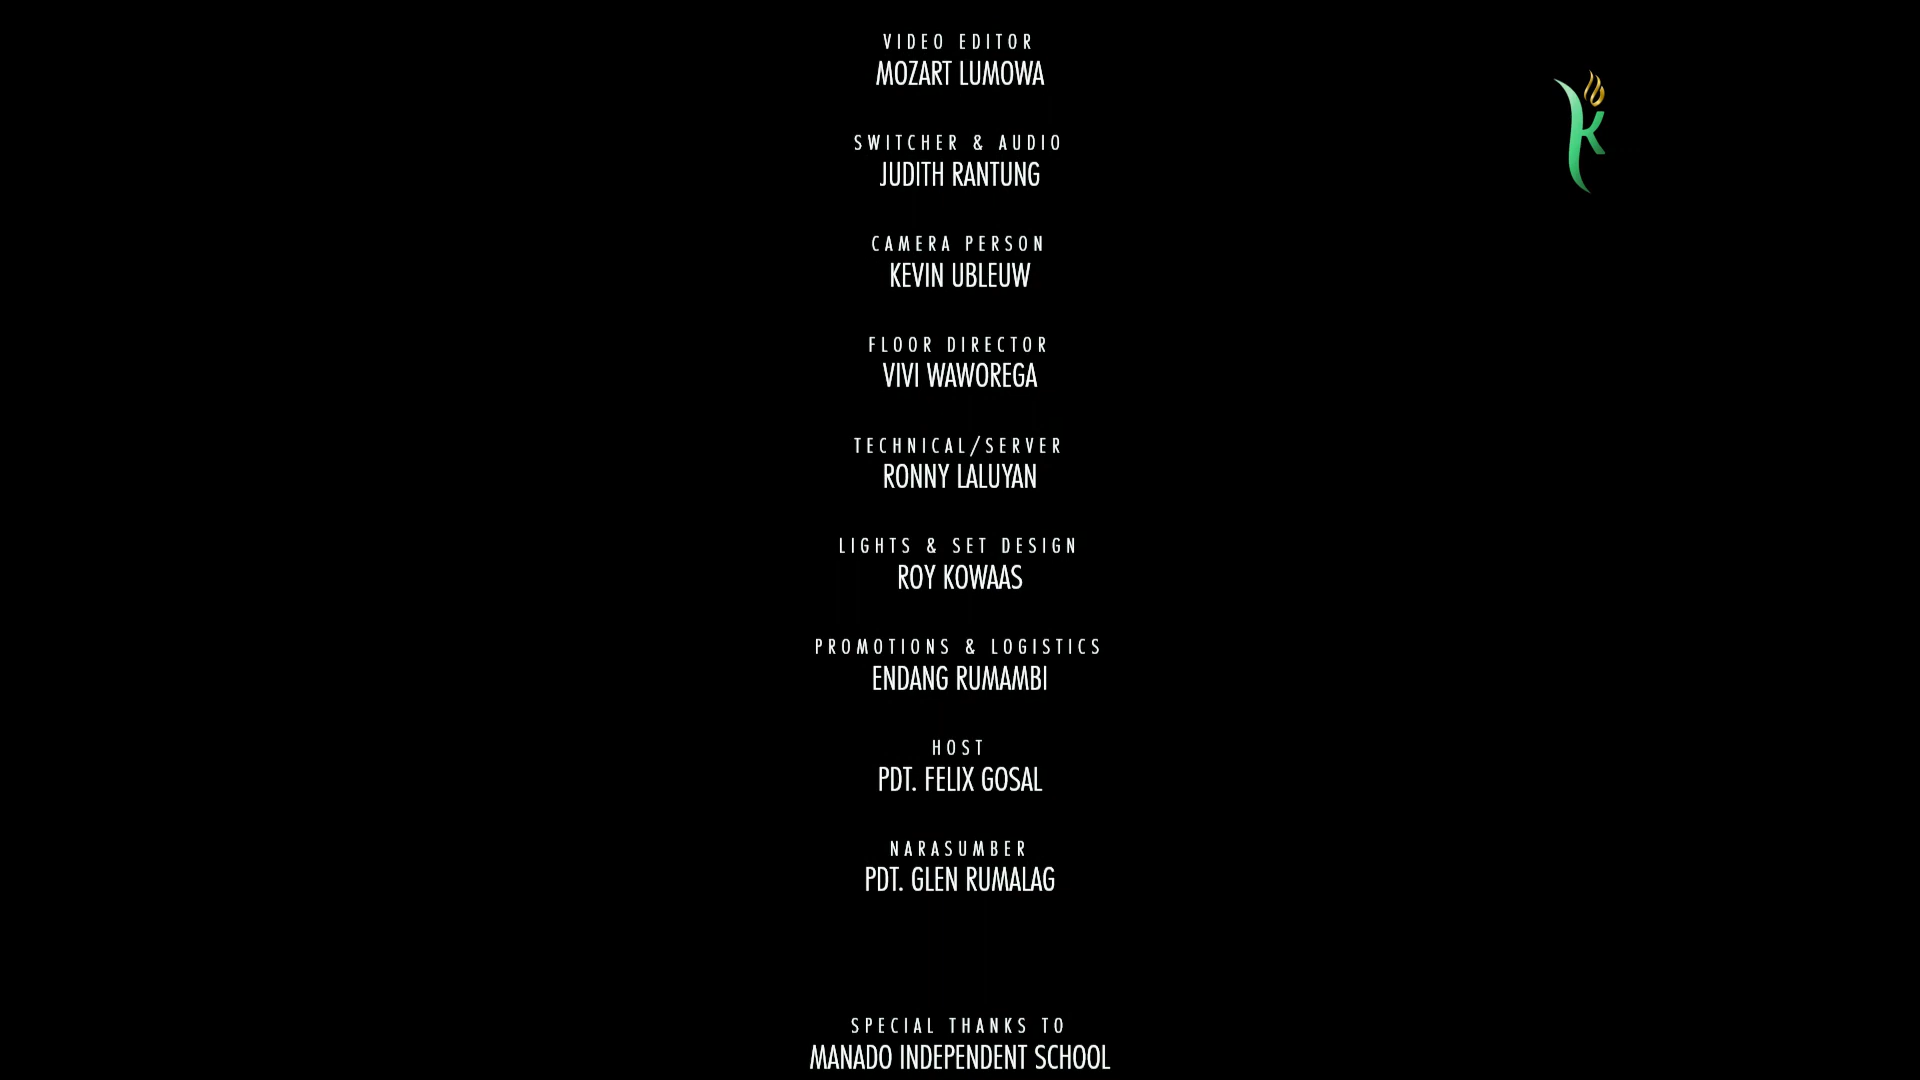 VIDEO EDITOR
MOZART LUMOWA
SWITCHER & AUDIO
JUDITH RANTUNG
CAMERA PERSON
KEVIN UBLEUW
FLOOR DIRECTOR
VIVI WAWOREGA
TECHNICAL/SERVER
RONNY LALUYAN
LIGHTS & SET DESIGN
ROY KOWAAS
PROMOTIONS & LOGISTICS
ENDANG RUMAMBI
HOST
PDT. FELIX GOSAL
NARASUMBER
PDT. GLEN RUMALAG
SPECIAL THANKS TO
MANADO INDEPENDENT SCHOOL